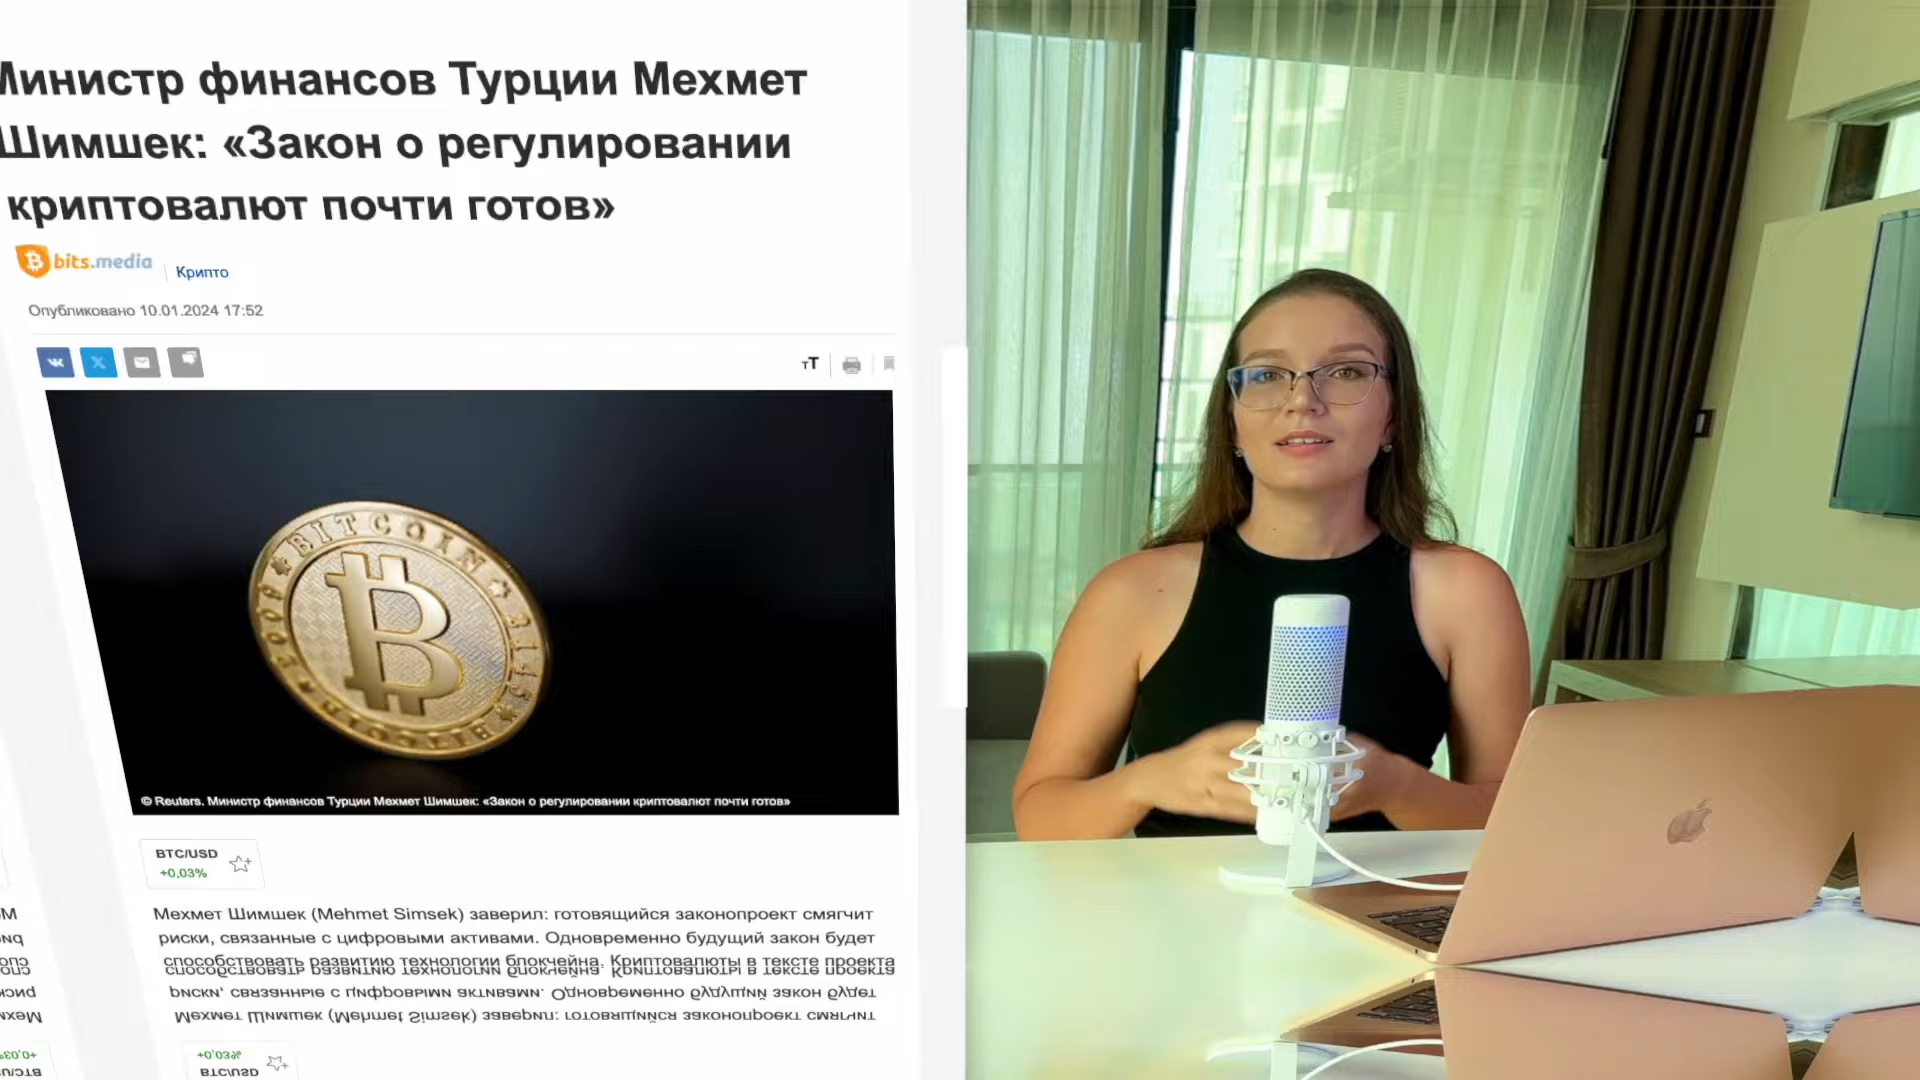 Министр финансов Турции Мехмет
Шимшек: «Закон о регулировании
криптовалют почти готов»
bits.media
Крипто
Опубликовано 10.01.2024 17:52
тТ
BITCOIN
© Reuters. Министр финансов Турции Мехмет Шимшек: «Закон о регулировании криптовалют почти готов»
BTC/USD
+0,03%
Мехмет Шимшек (Mehmet Simsek) заверил: готовящийся законопроект смягчит
риски, связанные с цифровыми активами. Одновременно будущий закон будет
способствовать развитию технологии блокчейна. Криптовалюты в тексте проекта